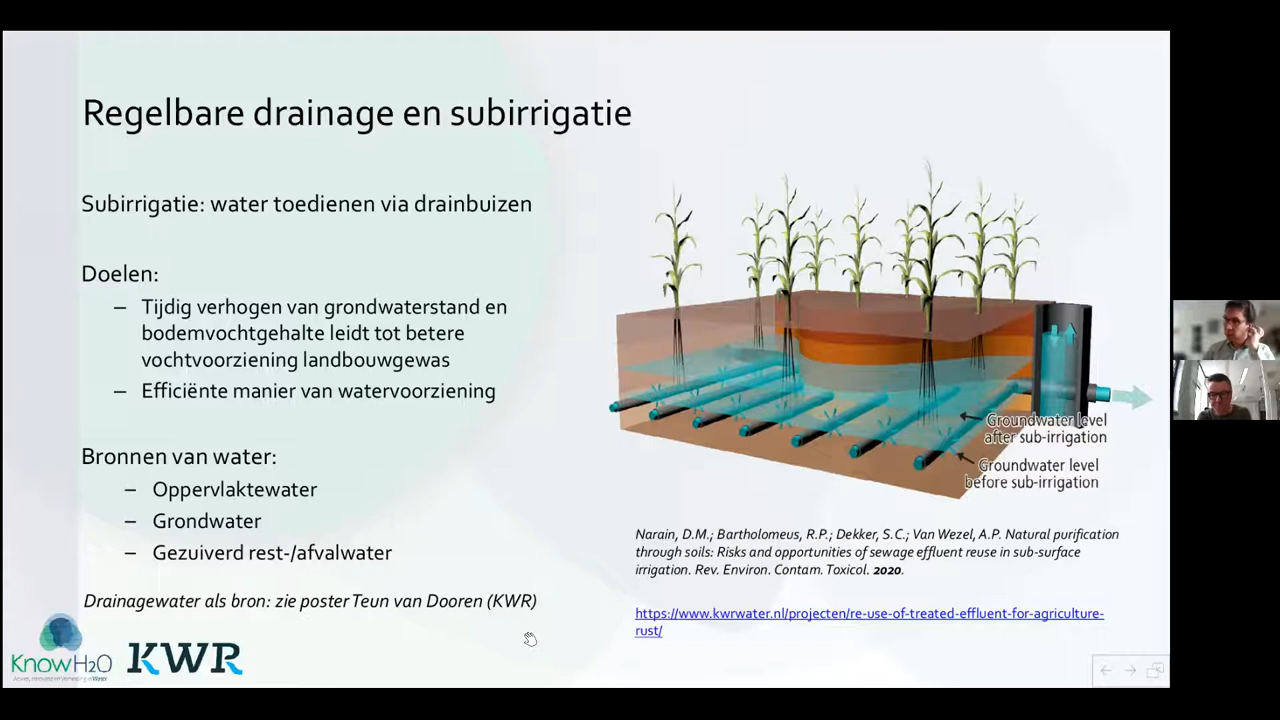 Regelbare drainage en subirrigatie
Subirrigatie: water toedienen via drainbuizen
Doelen:
– Tijdig verhogen van grondwaterstand en
bodemvochtgehalte leidt tot betere
vochtvoorziening landbouwgewas
– Efficiënte manier van watervoorziening
Bronnen van water:
– Oppervlaktewater
– Grondwater
– Gezuiverd rest-/afvalwater
Drainagewater als bron: zie poster Teun van Dooren (KWR)
KnowH2O
KWR
Groundwater level
after sub-irrigation
Groundwater level
before sub-irrigation
Narain, D.M.; Bartholomeus, R.P.; Dekker, S.C.; Van Wezel, A.P. Natural purification
through soils: Risks and opportunities of sewage effluent reuse in sub-surface
irrigation. Rev. Environ. Contam. Toxicol. 2020.
https://www.kwrwater.nl/projecten/re-use-of-treated-effluent-for-agriculture-
rust/